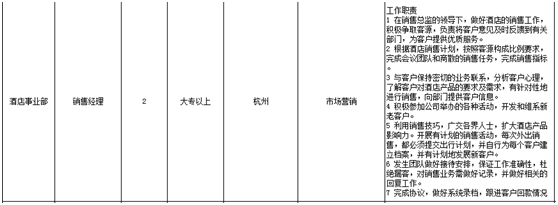 酒店事业部
销售经理
2
大专以上
杭州
市场营销
工作职责
1 在销售总监的领导下，做好酒店的销售工作，
积极争取客源，负责将客户意见及时反馈到有关
部门，为客户提供优质服务。
2 根据酒店销售计划，按照客源构成比例要求，
完成会议团队和商散的销售任务，完成销售指标
。
3 与客户保持密切的业务联系，分析客户心理，
了解客户对酒店产品的要求及需求，有针对性地
进行销售，向部门提供客户信息。
4 积极参加公司举办的各种活动，开发和维系新
老客户。
5 利用销售技巧，广交各界人士，扩大酒店产品
影响力。开展有计划的销售活动，每次外出销
售，都必须提交出行计划，并自行为每个客户建
立档案，并有计划地发展新客户。
6 发生团队做好接待安排，保证工作准确性，杜
绝漏客，对销售业务需做好记录，并做好相关的
回复工作。
7 完成协议，做好系统录档，跟进客户回款情况